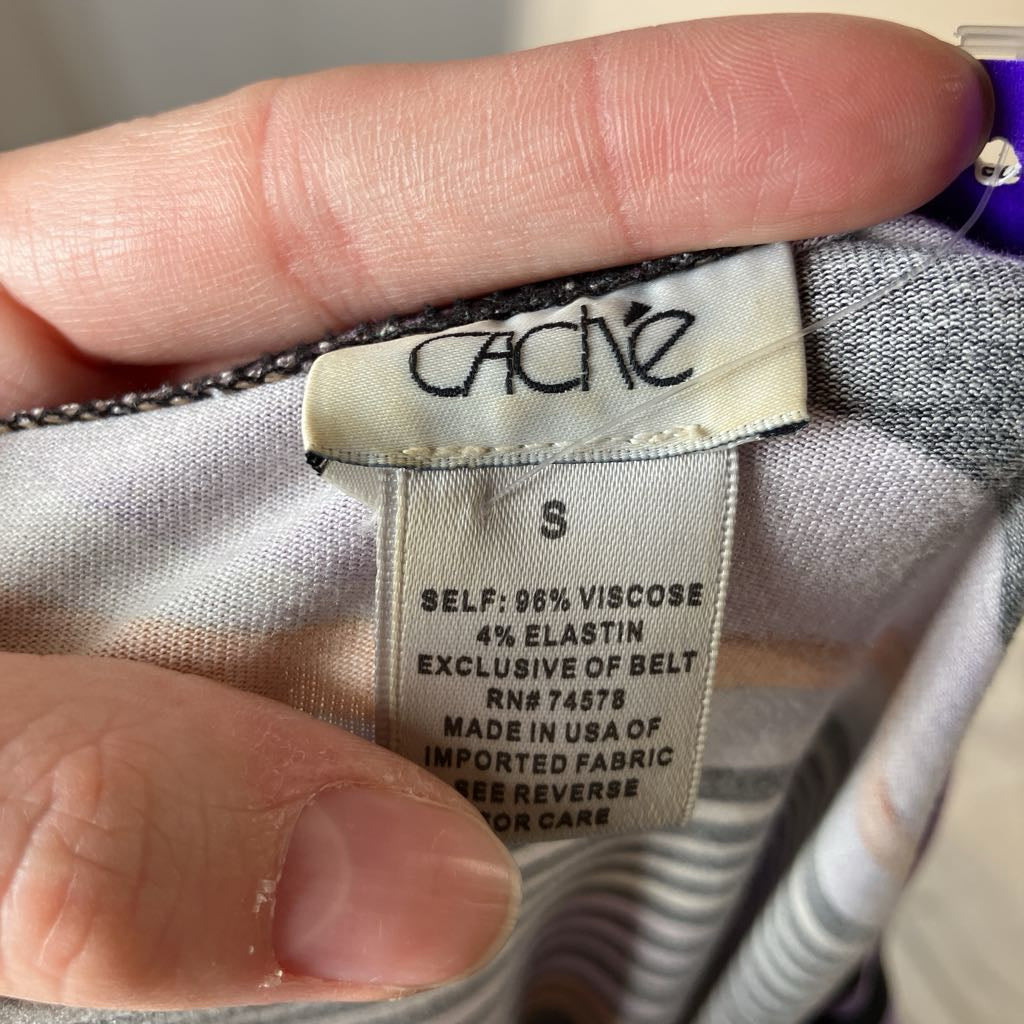 CACHé
S
SELF: 96% VISCOSE
4% ELASTIN
EXCLUSIVE OF BELT
RN# 74578
MADE IN USA OF
IMPORTED FABRIC
SEE REVERSE
FOR CARE